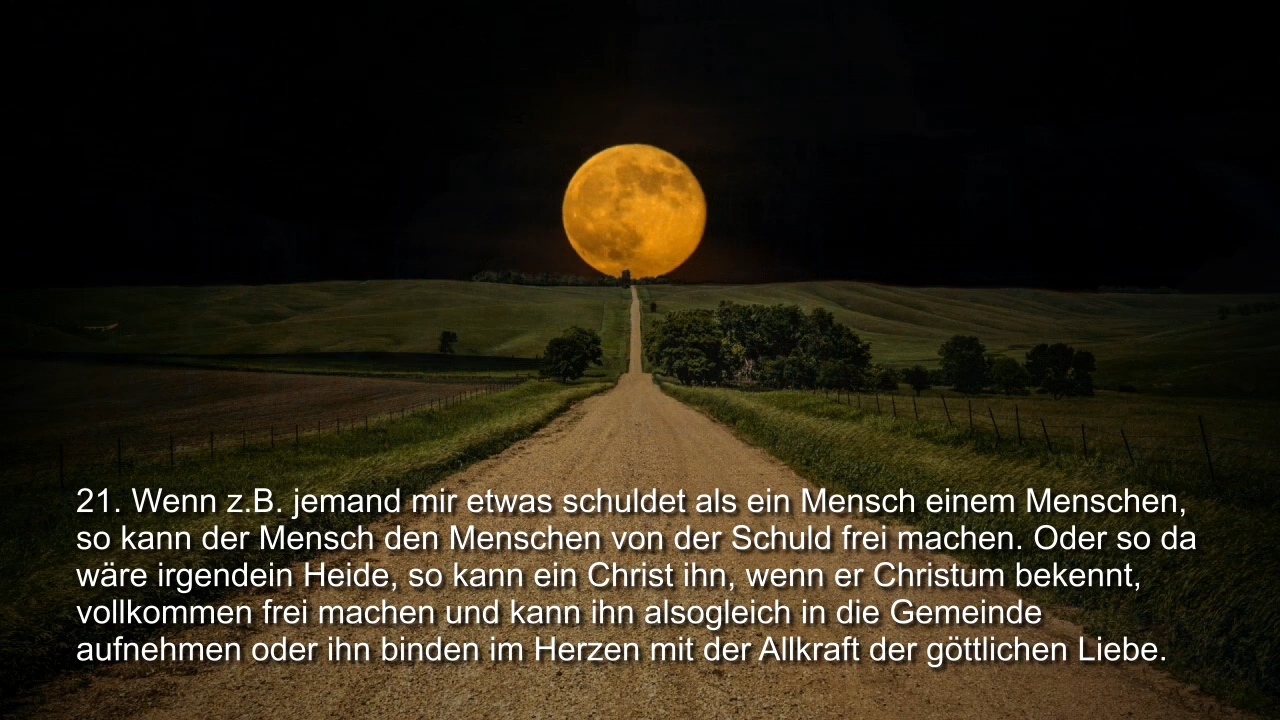 21. Wenn z.B. jemand mir etwas schuldet als ein Mensch einem Menschen,
so kann der Mensch den Menschen von der Schuld frei machen. Oder so da
wäre irgendein Heide, so kann ein Christ ihn, wenn er Christum bekennt,
vollkommen frei machen und kann ihn alsogleich in die Gemeinde
aufnehmen oder ihn binden im Herzen mit der Allkraft der göttlichen Liebe.